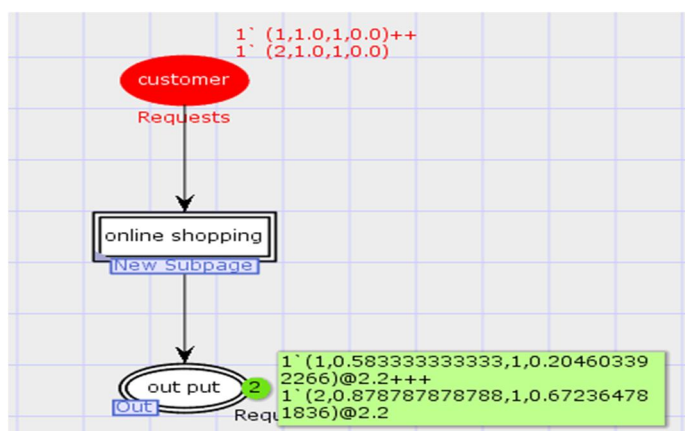 1` (1,1.0,1,0.0)++
1` (2,1.0,1,0.0)
customer
Requests
online shopping
New Subpage
out put
2
Out
Requ
1`(1,0.583333333333,1,0.20460339
2266)@2.2+++
1`(2,0.878787878788,1,0.67236478
1836)@2.2